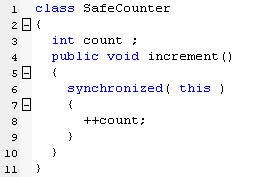 1 class SafeCounter
2 {
3   int count ;
4   public void increment()
5   {
6     synchronized( this )
7     {
8       ++count;
9     }
10   }
11 }